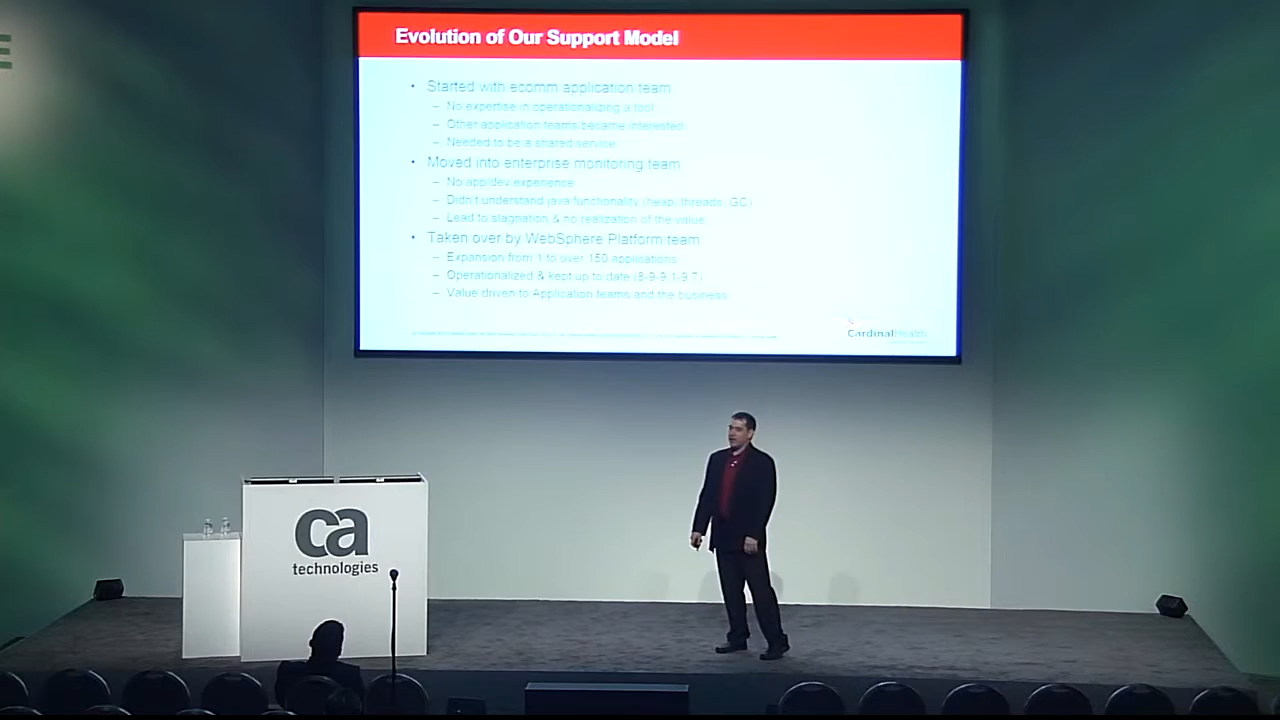 E
Evolution of Our Support Model
• Started with ecomm application team
– No expertise in operationalizing a tool
– Other application teams became interested
– Needed to be a shared service
• Moved into enterprise monitoring team
– No app/dev experience
– Didn't understand java functionality (heap, threads, GC)
– Lead to stagnation & no realization of the value
• Taken over by WebSphere Platform team
– Expansion from 1 to over 150 applications
– Operationalized & kept up to date (8-9-9.1-9.7)
– Value driven to Application teams and the business
CardinalHealth
ca
technologies